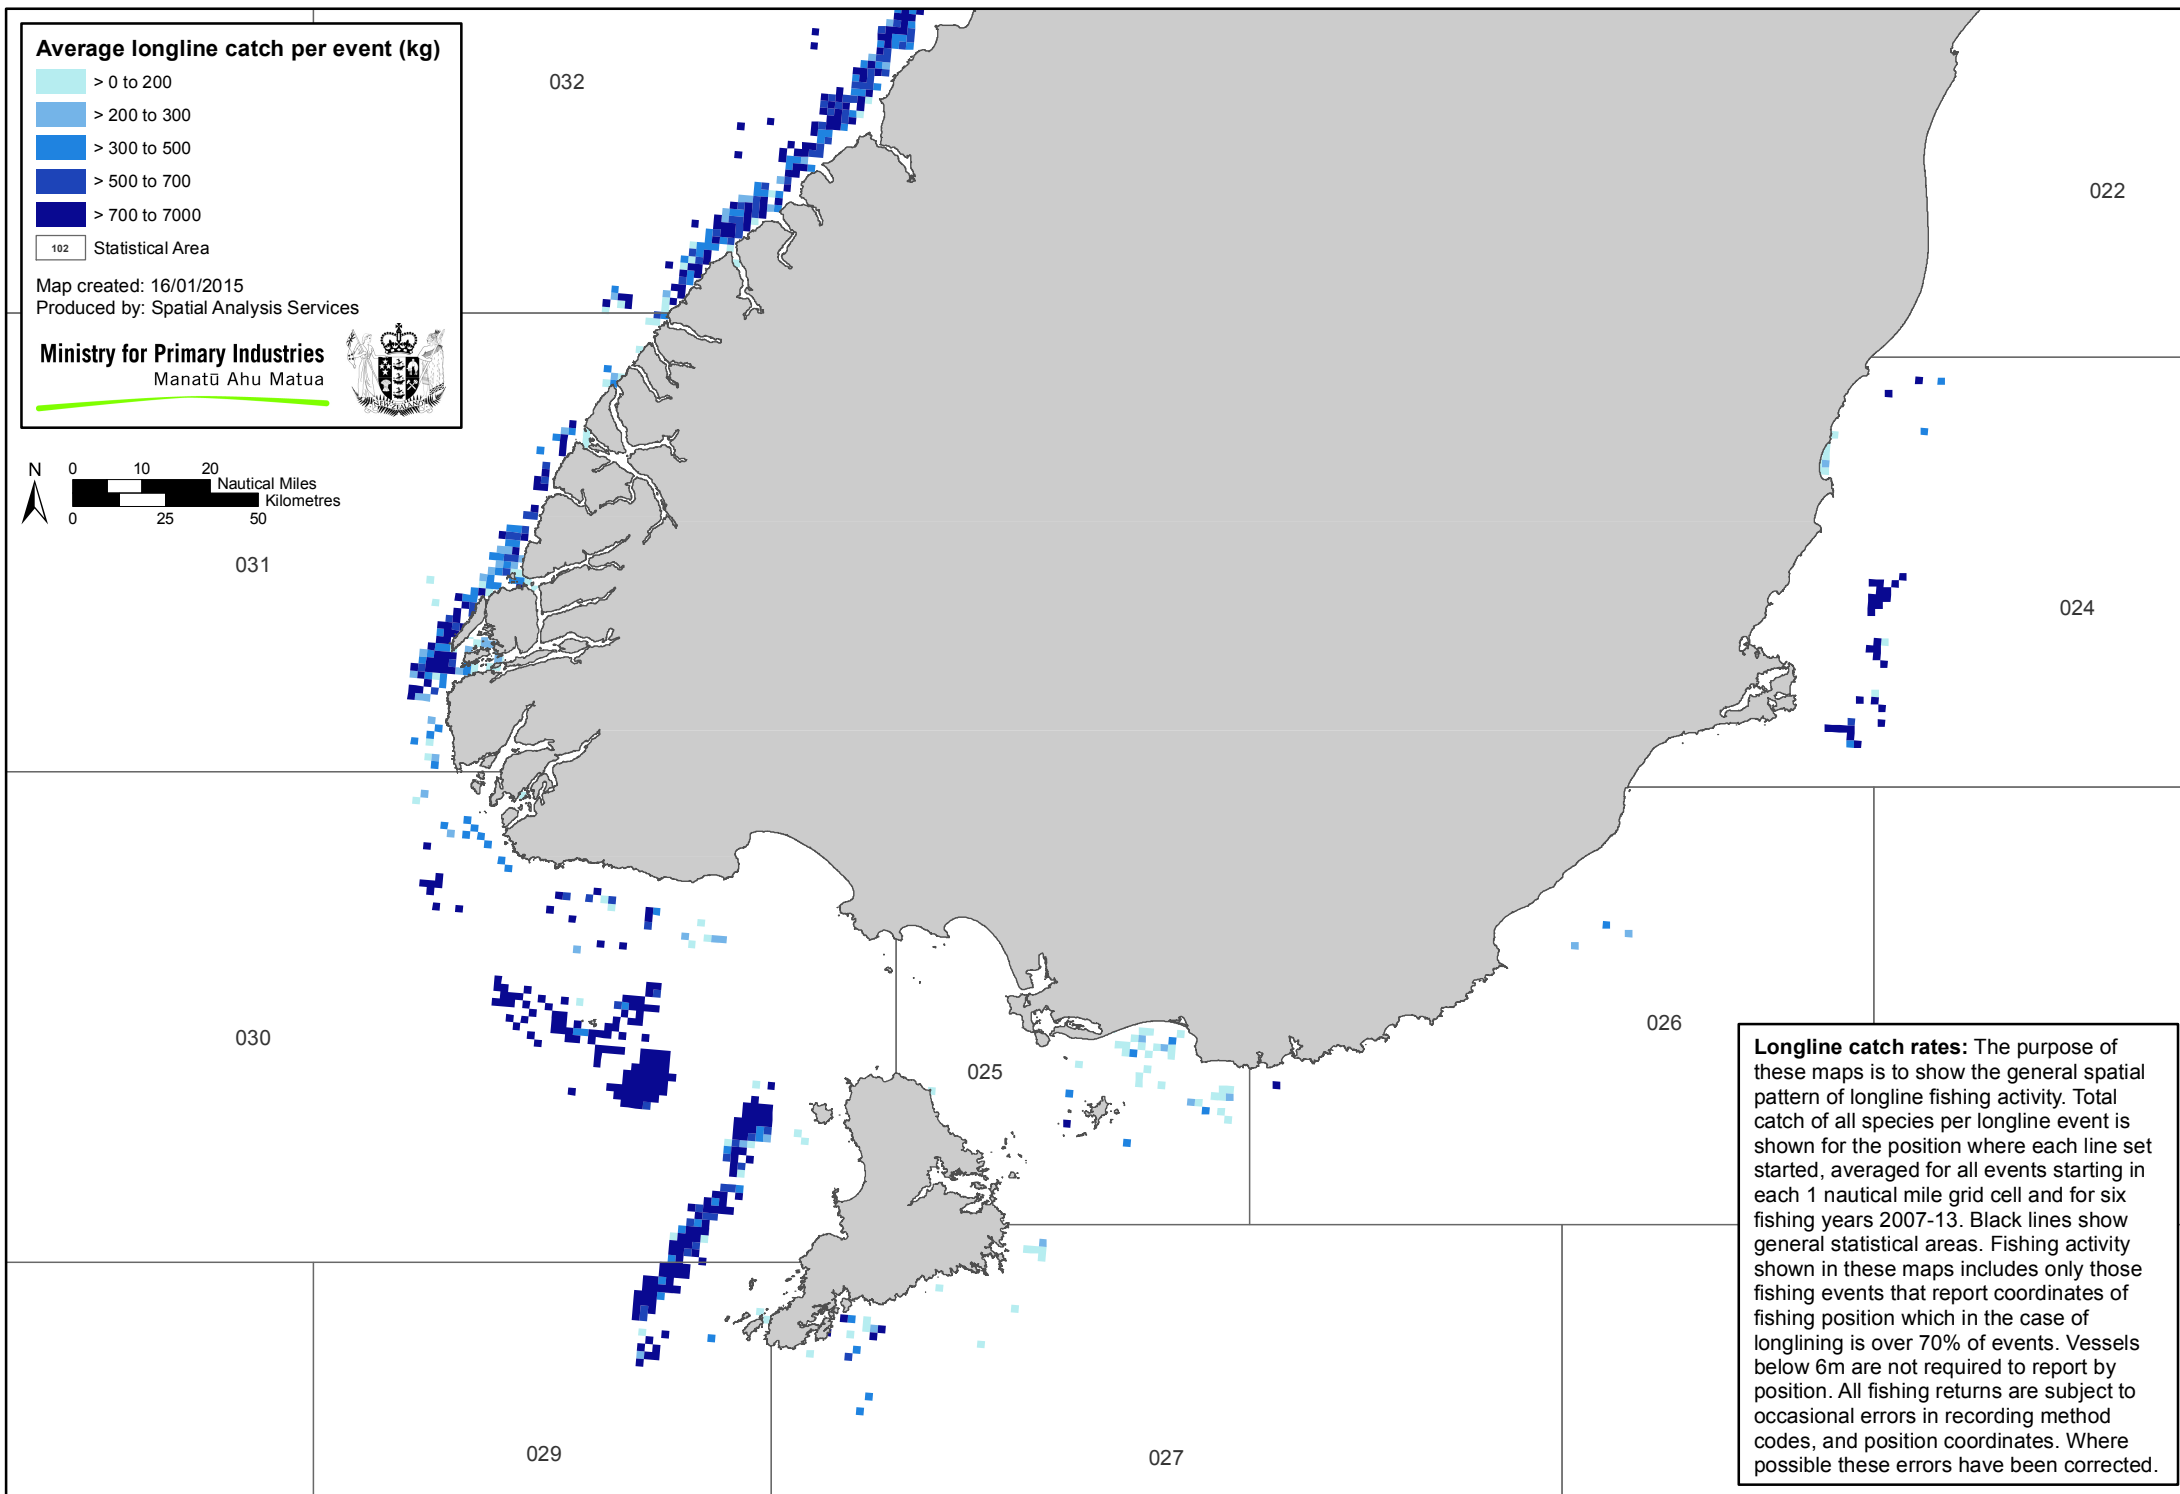 Average longline catch per event (kg)
> 0 to 200
> 200 to 300
> 300 to 500
> 500 to 700
> 700 to 7000
102 Statistical Area
Map created: 16/01/2015
Produced by: Spatial Analysis Services
Ministry for Primary Industries
Manatū Ahu Matua
N
0 10 20
Nautical Miles
Kilometres
0 25 50
032
022
031
024
030
025
026
029
027
Longline catch rates: The purpose of
these maps is to show the general spatial
pattern of longline fishing activity. Total
catch of all species per longline event is
shown for the position where each line set
started, averaged for all events starting in
each 1 nautical mile grid cell and for six
fishing years 2007-13. Black lines show
general statistical areas. Fishing activity
shown in these maps includes only those
fishing events that report coordinates of
fishing position which in the case of
longlining is over 70% of events. Vessels
below 6m are not required to report by
position. All fishing returns are subject to
occasional errors in recording method
codes, and position coordinates. Where
possible these errors have been corrected.